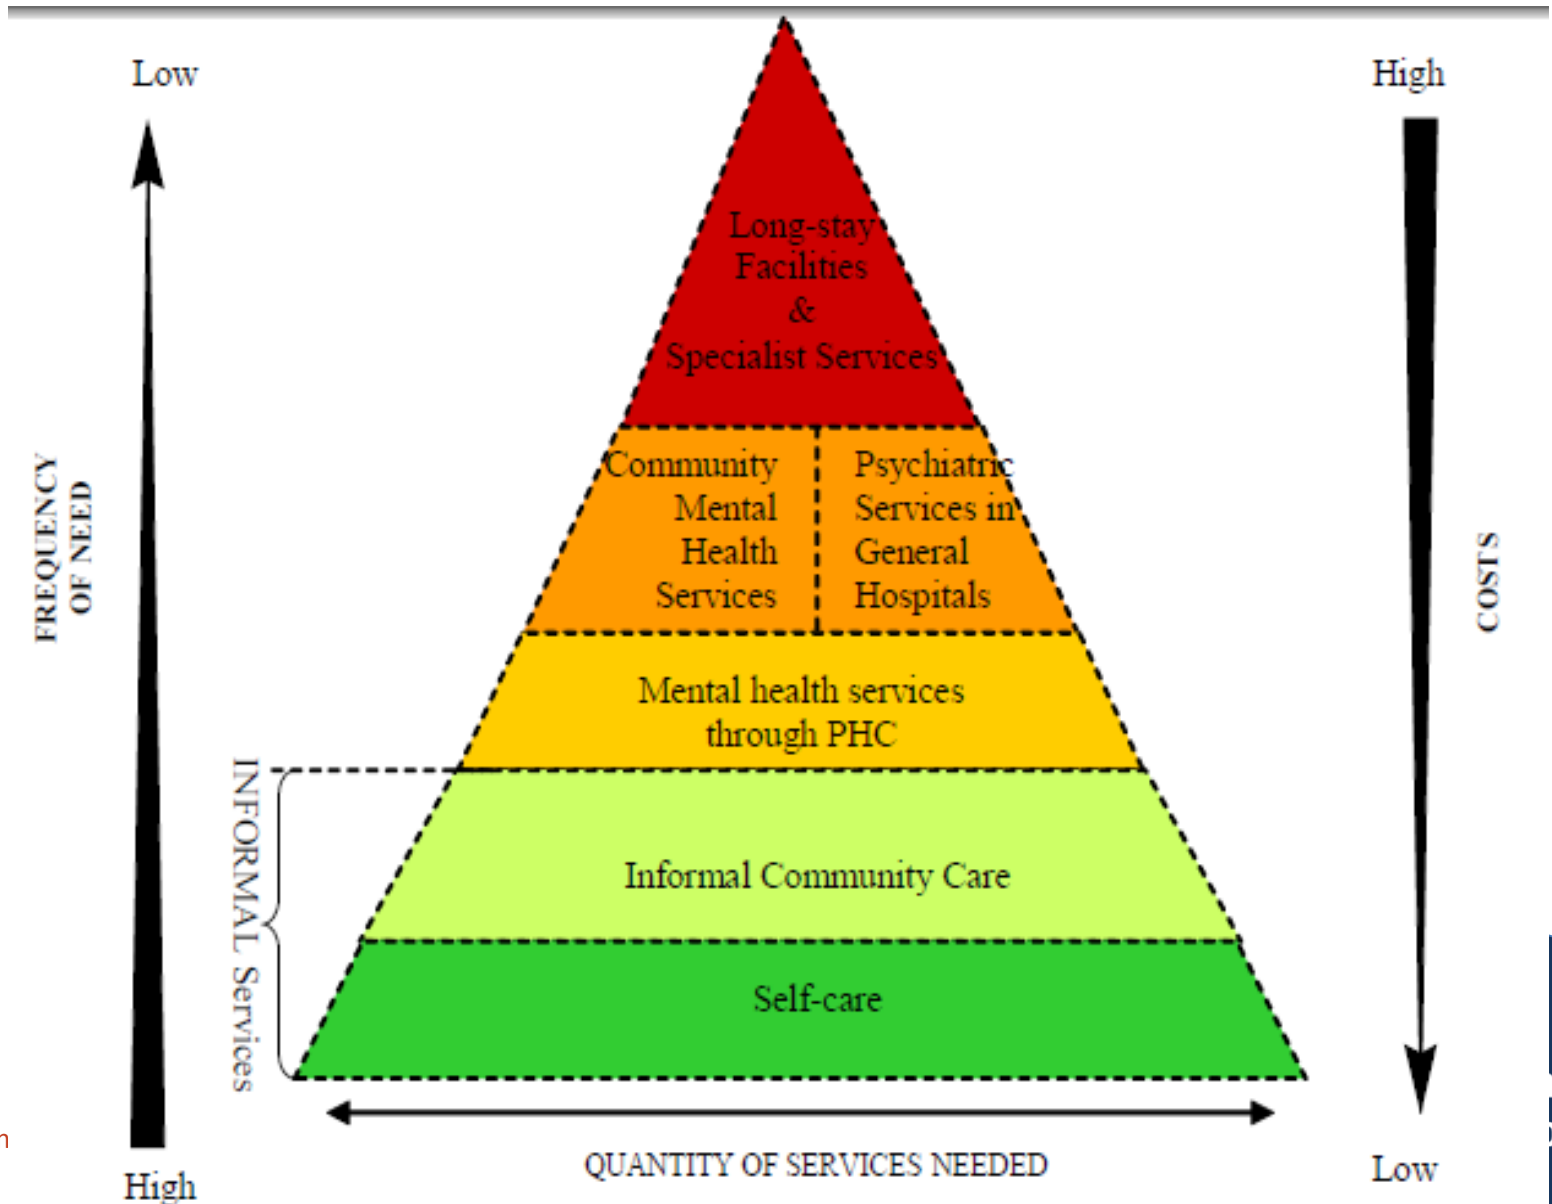 Low
High
Long-stay
Facilities
&
Specialist Services
Community
Mental
Health
Services
Psychiatric
Services in
General
Hospitals
FREQUENCY
OF NEED
COSTS
Mental health services
through PHC
INFORMAL Services
Informal Community Care
Self-care
QUANTITY OF SERVICES NEEDED
High
Low